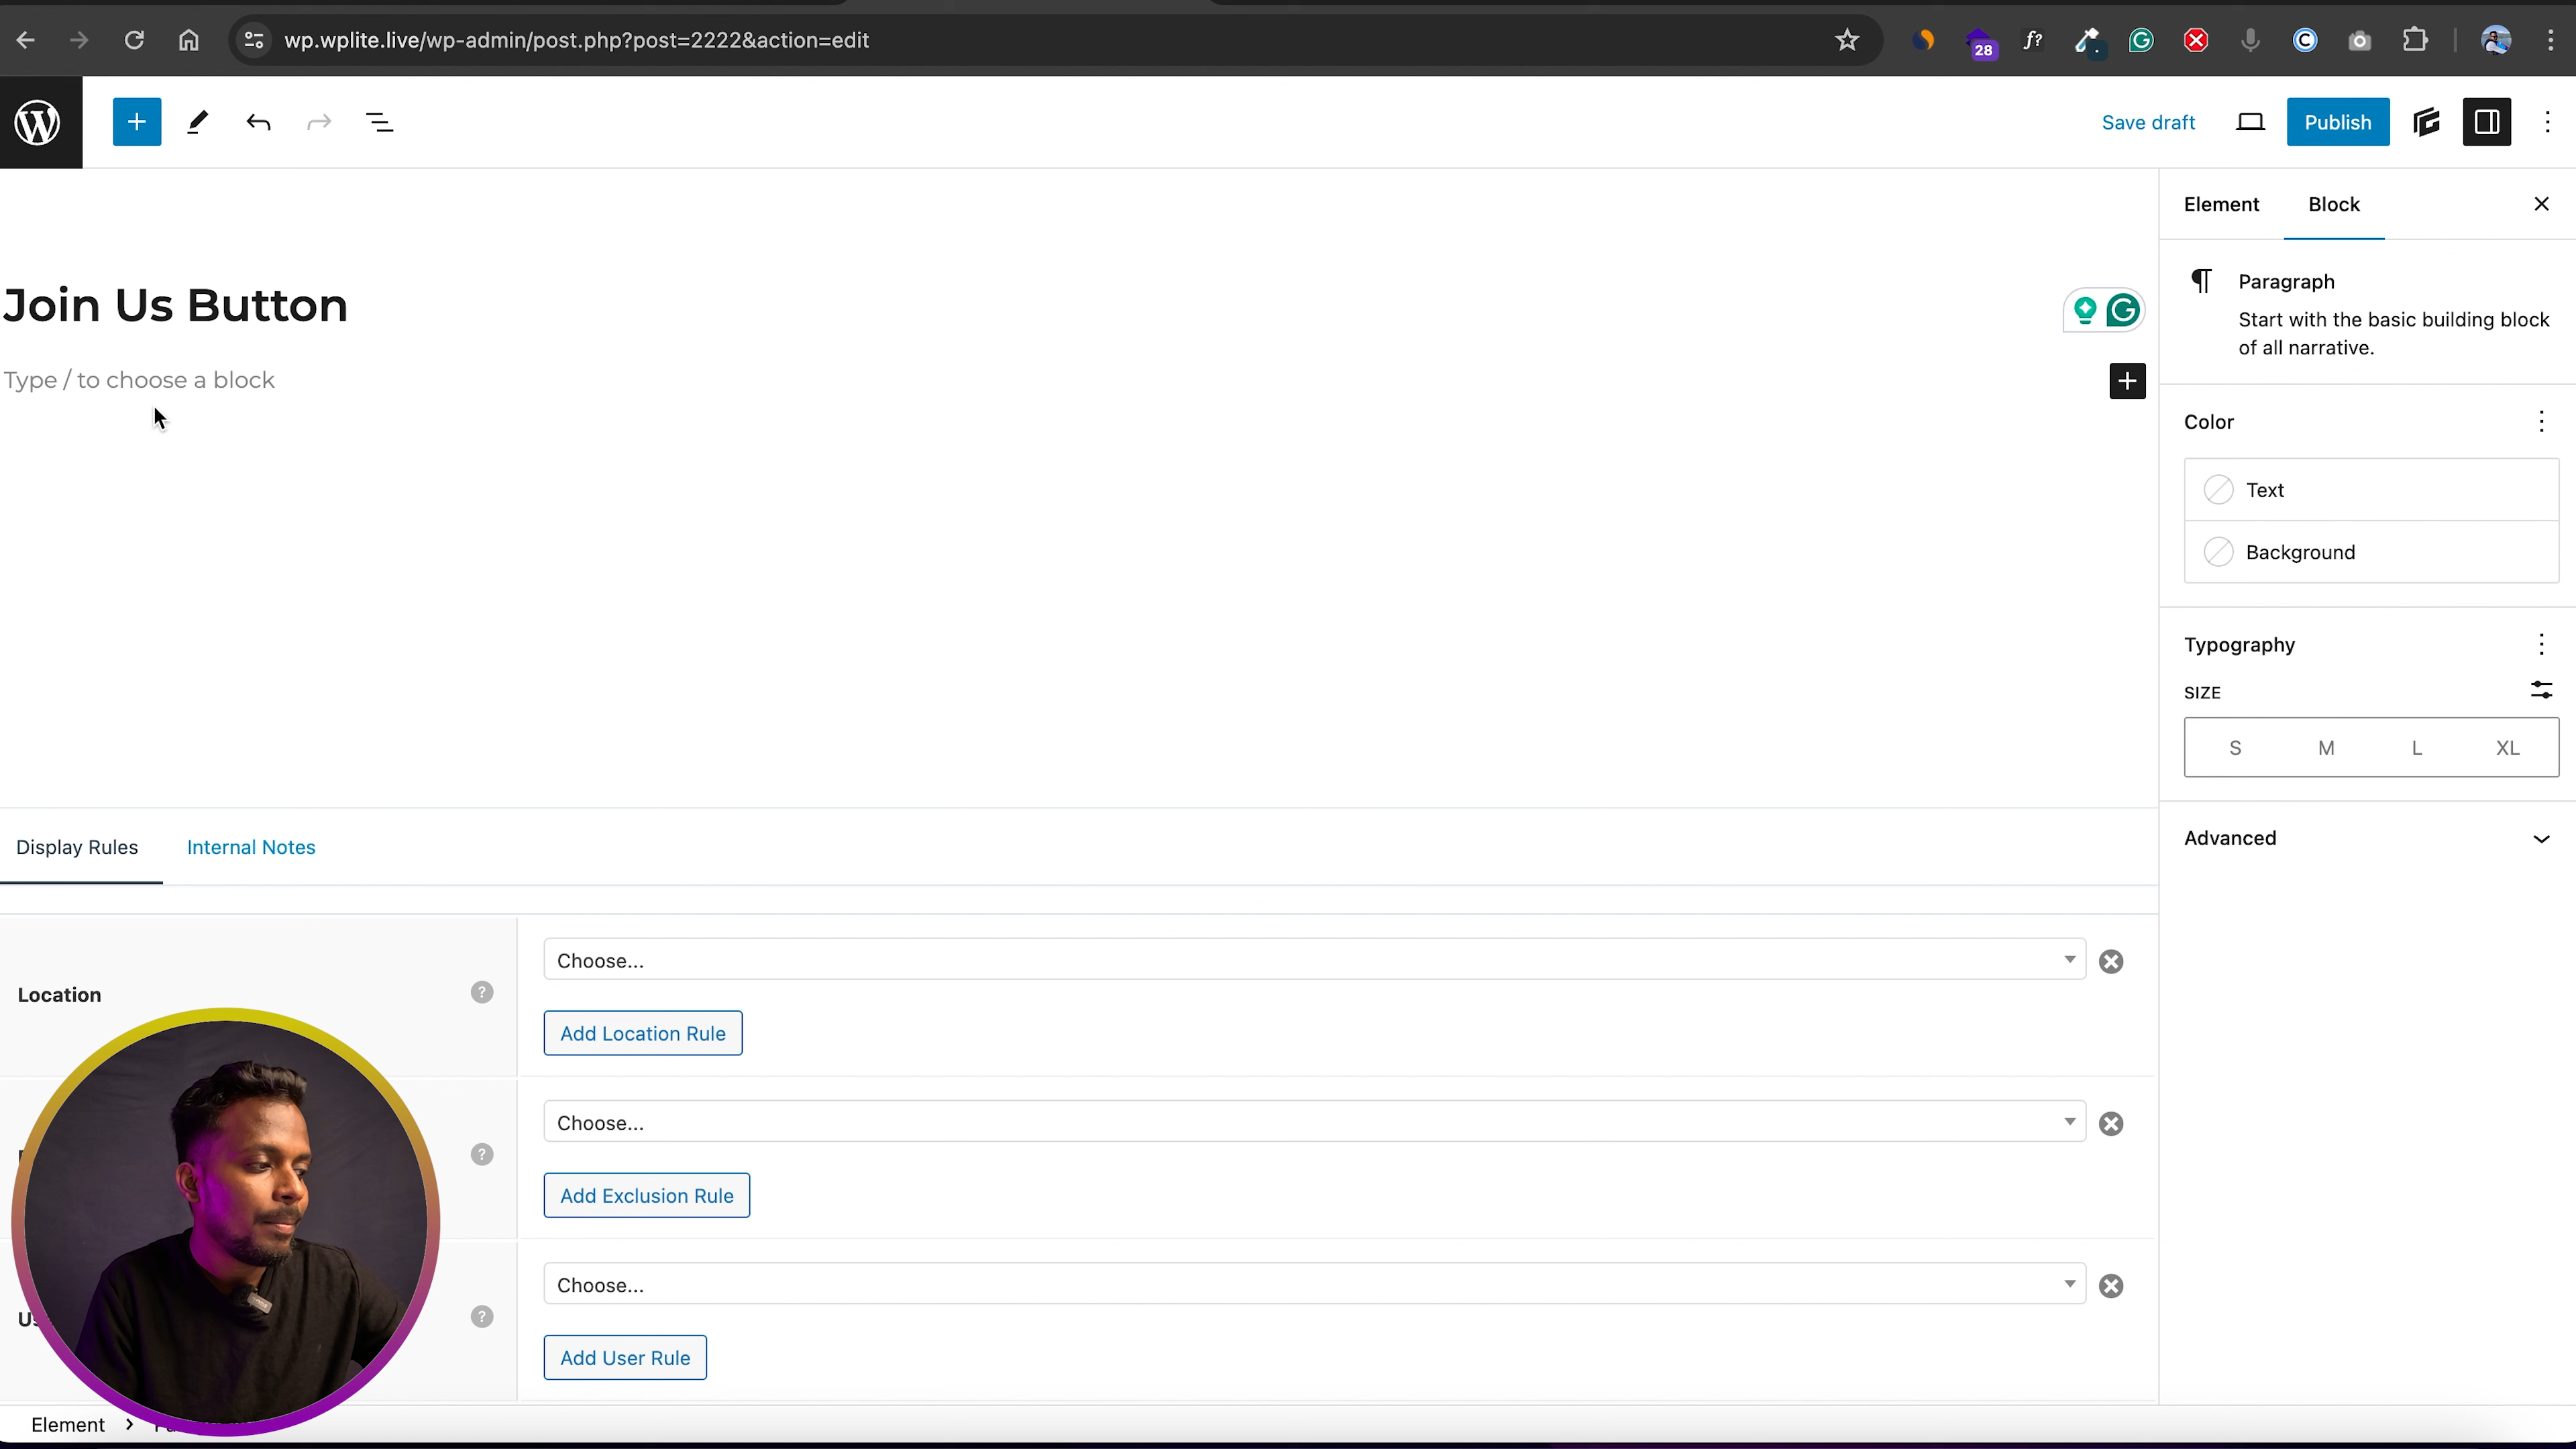 wp.wplite.live/wp-admin/post.php?post=2222&action=edit
28
f?
Save draft
Publish
Element
Block
Join Us Button
Type / to choose a block
Paragraph
Start with the basic building block
of all narrative.
Color
Text
Background
Typography
SIZE
S M L XL
Advanced
Display Rules
Internal Notes
Location
?
Choose...
Add Location Rule
?
Choose...
Add Exclusion Rule
?
Choose...
Add User Rule
Element